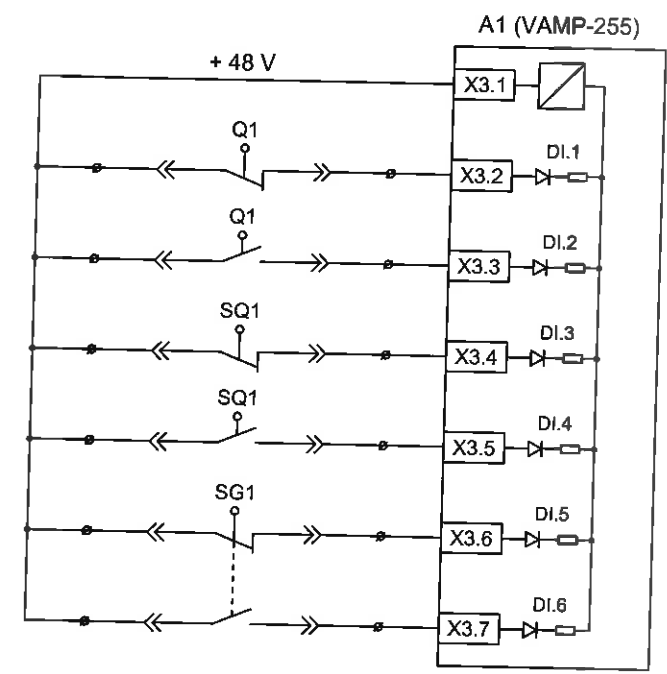 A1 (VAMP-255)
+ 48 V
X3.1
Q1
DI.1
X3.2
Q1
DI.2
X3.3
SQ1
DI.3
X3.4
SQ1
DI.4
X3.5
SG1
DI.5
X3.6
DI.6
X3.7